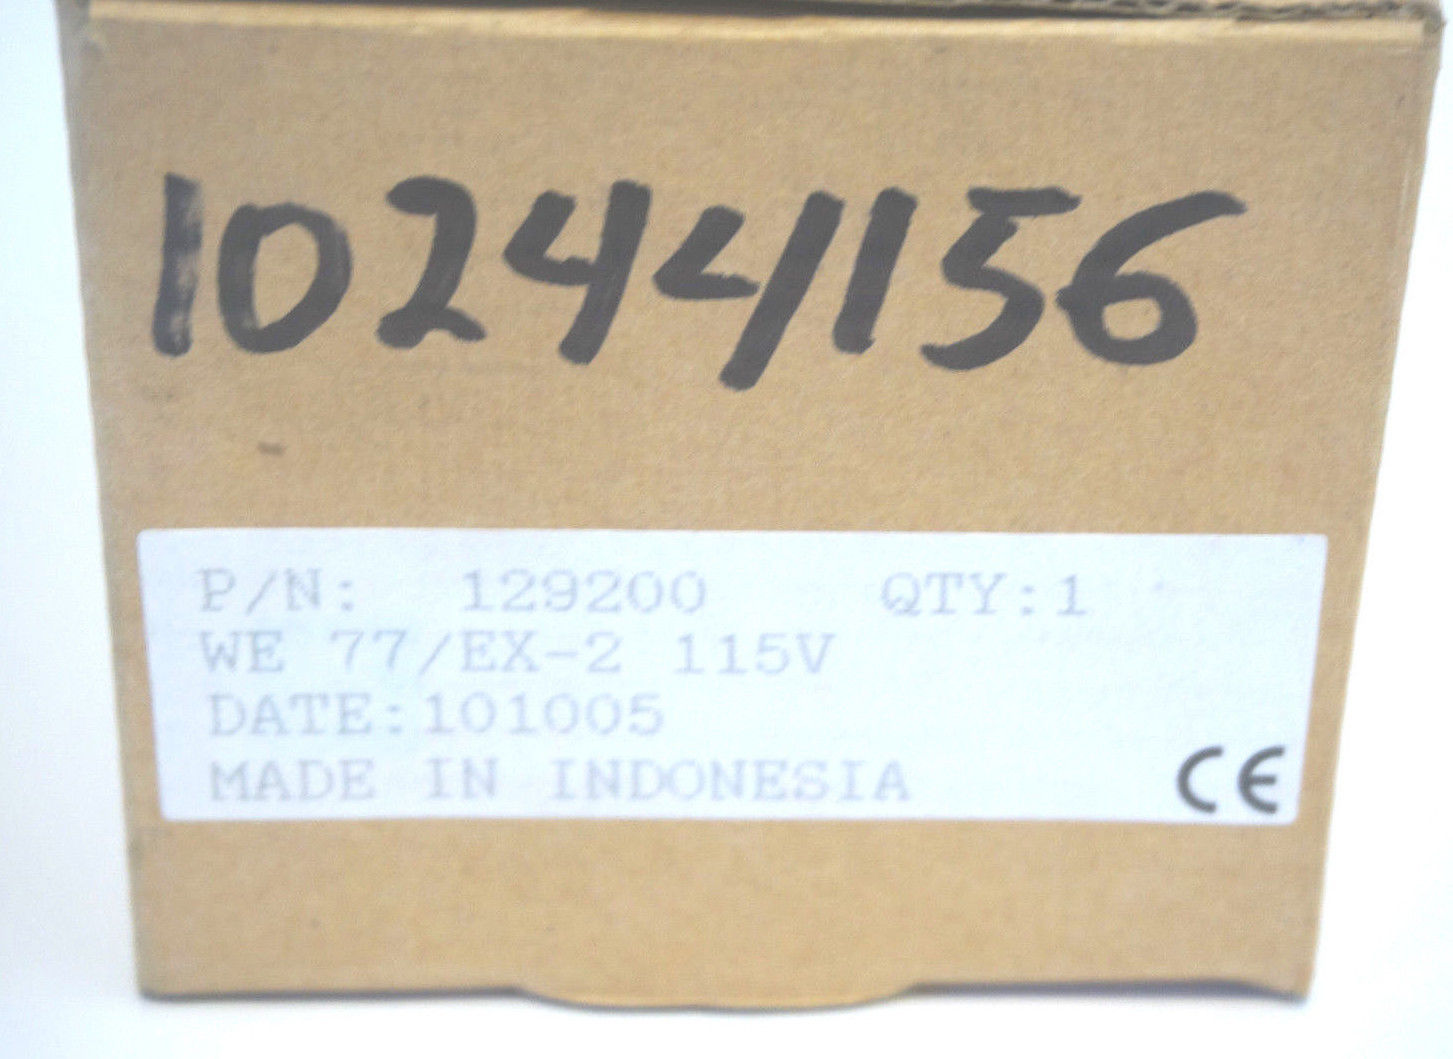 10244156
P/N: 129200 QTY:1
WE 77/EX-2 115V
DATE:101005
MADE IN INDONESIA CE